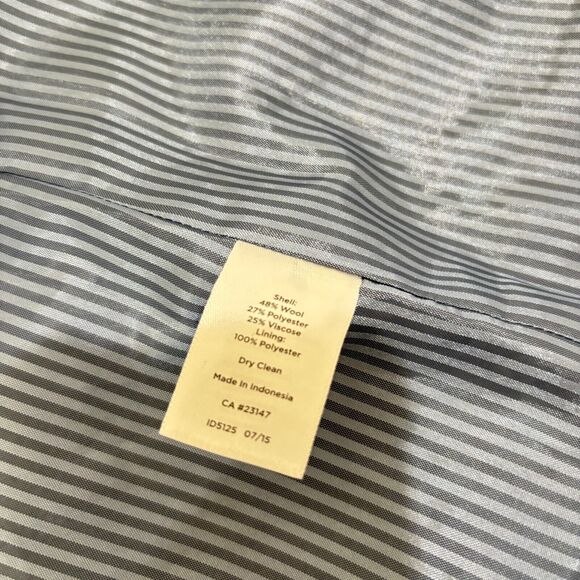 Shell:
48% Wool
27% Polyester
25% Viscose
Lining:
100% Polyester
Dry Clean
Made In Indonesia
CA #23147
ID5125 07/15